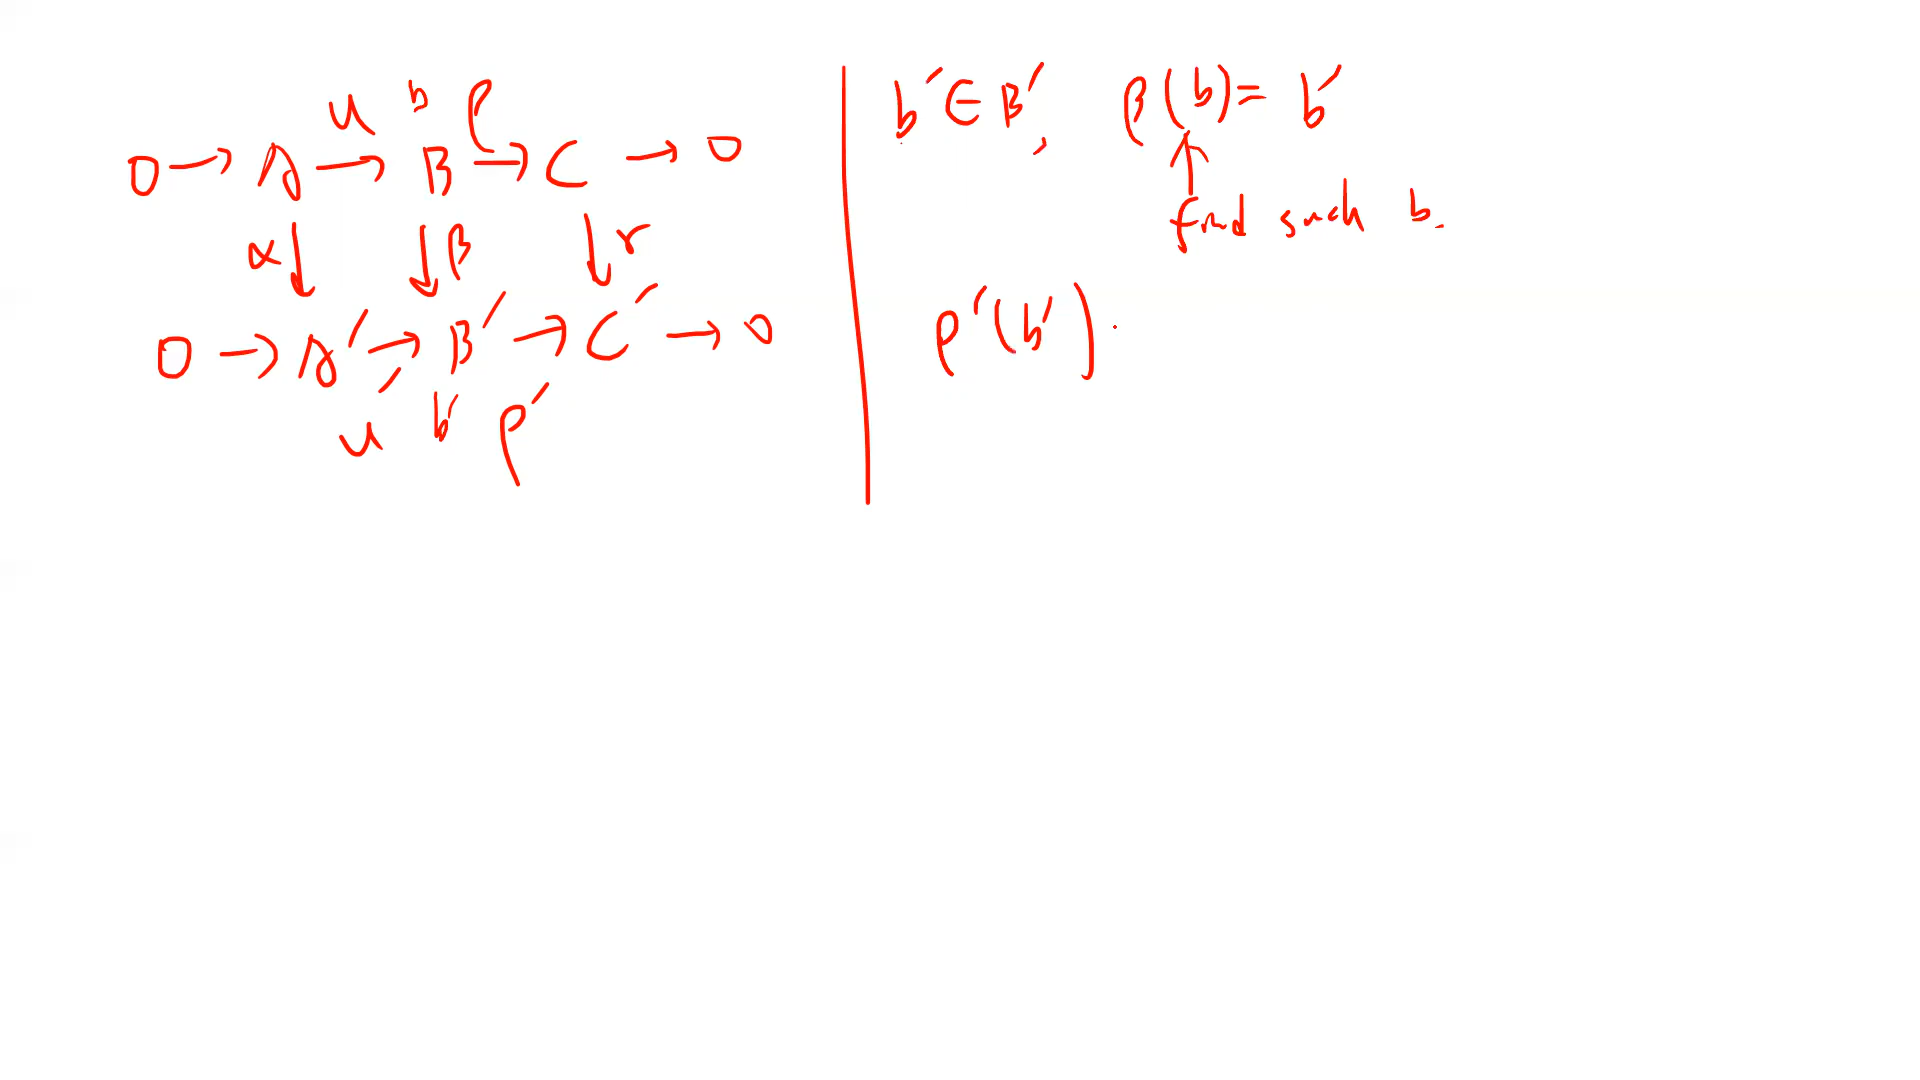 u b p
0 → A → B → C → 0
α ↓ ↓ β ↓ r
0 → A' → B' → C' → 0
u' b' p'
b' ∈ B', β(b) = b'
↑
find such b.
p'(b')